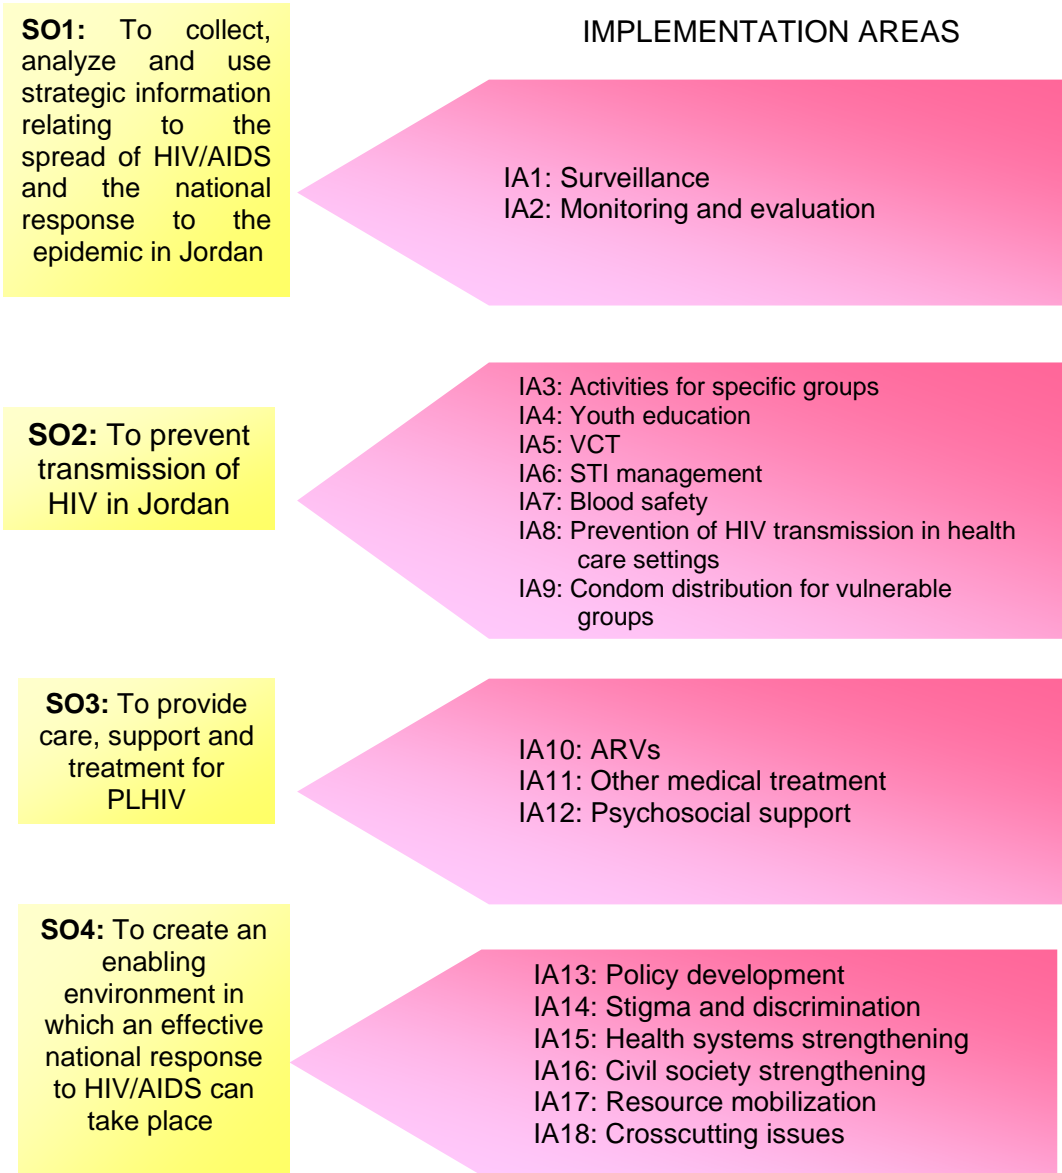 IMPLEMENTATION AREAS
SO1: To collect,
analyze and use
strategic information
relating to the
spread of HIV/AIDS
and the national
response to the
epidemic in Jordan
IA1: Surveillance
IA2: Monitoring and evaluation
SO2: To prevent
transmission of
HIV in Jordan
IA3: Activities for specific groups
IA4: Youth education
IA5: VCT
IA6: STI management
IA7: Blood safety
IA8: Prevention of HIV transmission in health
care settings
IA9: Condom distribution for vulnerable
groups
SO3: To provide
care, support and
treatment for
PLHIV
IA10: ARVs
IA11: Other medical treatment
IA12: Psychosocial support
SO4: To create an
enabling
environment in
which an effective
national response
to HIV/AIDS can
take place
IA13: Policy development
IA14: Stigma and discrimination
IA15: Health systems strengthening
IA16: Civil society strengthening
IA17: Resource mobilization
IA18: Crosscutting issues